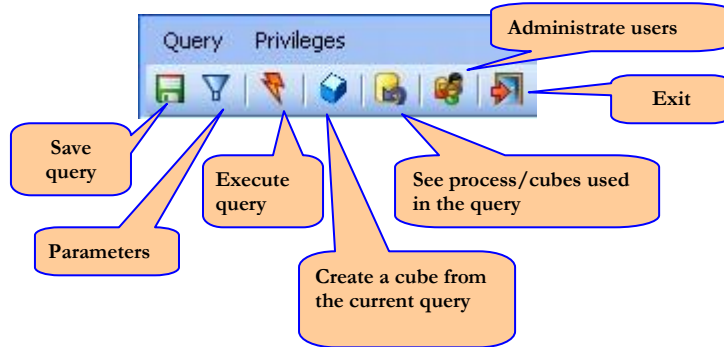 Query Privileges
Administrate users
Exit
Save
query
Execute
query
See process/cubes used
in the query
Parameters
Create a cube from
the current query